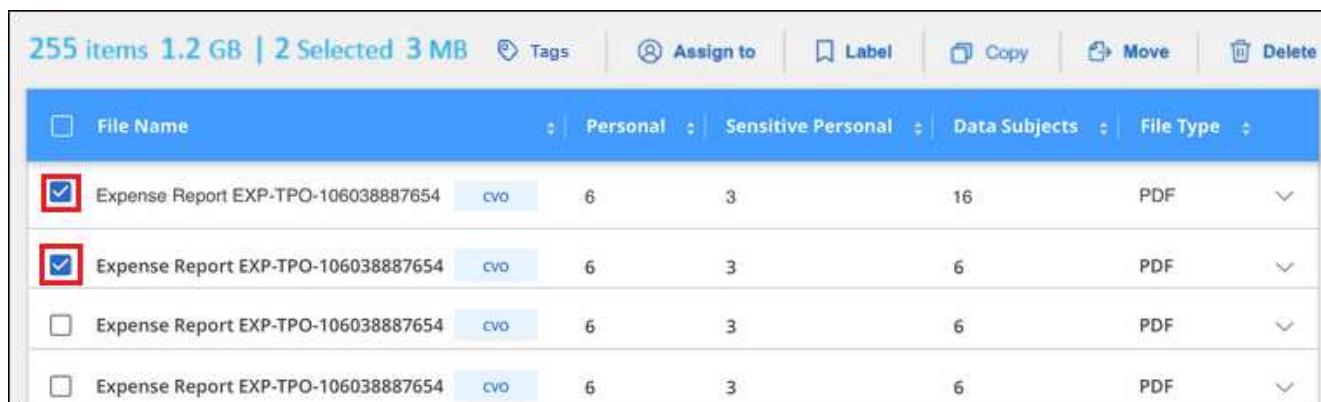 255 items 1.2 GB | 2 Selected 3 MB Tags Assign to Label Copy Move Delete
File Name Personal Sensitive Personal Data Subjects File Type
Expense Report EXP-TPO-106038887654 CVO 6 3 16 PDF
Expense Report EXP-TPO-106038887654 CVO 6 3 6 PDF
Expense Report EXP-TPO-106038887654 CVO 6 3 6 PDF
Expense Report EXP-TPO-106038887654 CVO 6 3 6 PDF